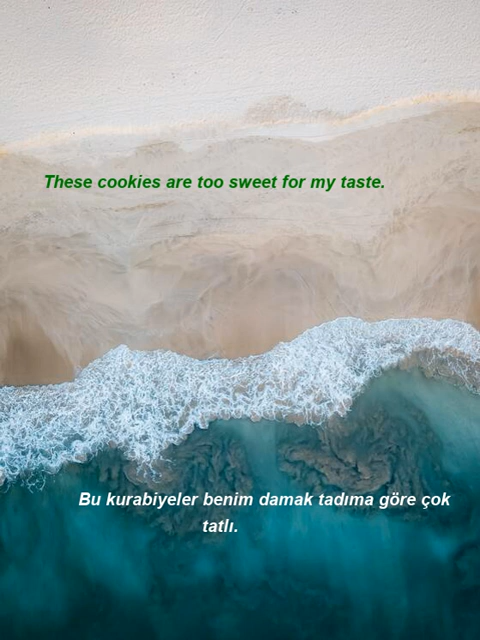 These cookies are too sweet for my taste.
Bu kurabiyeler benim damak tadıma göre çok
tatlı.